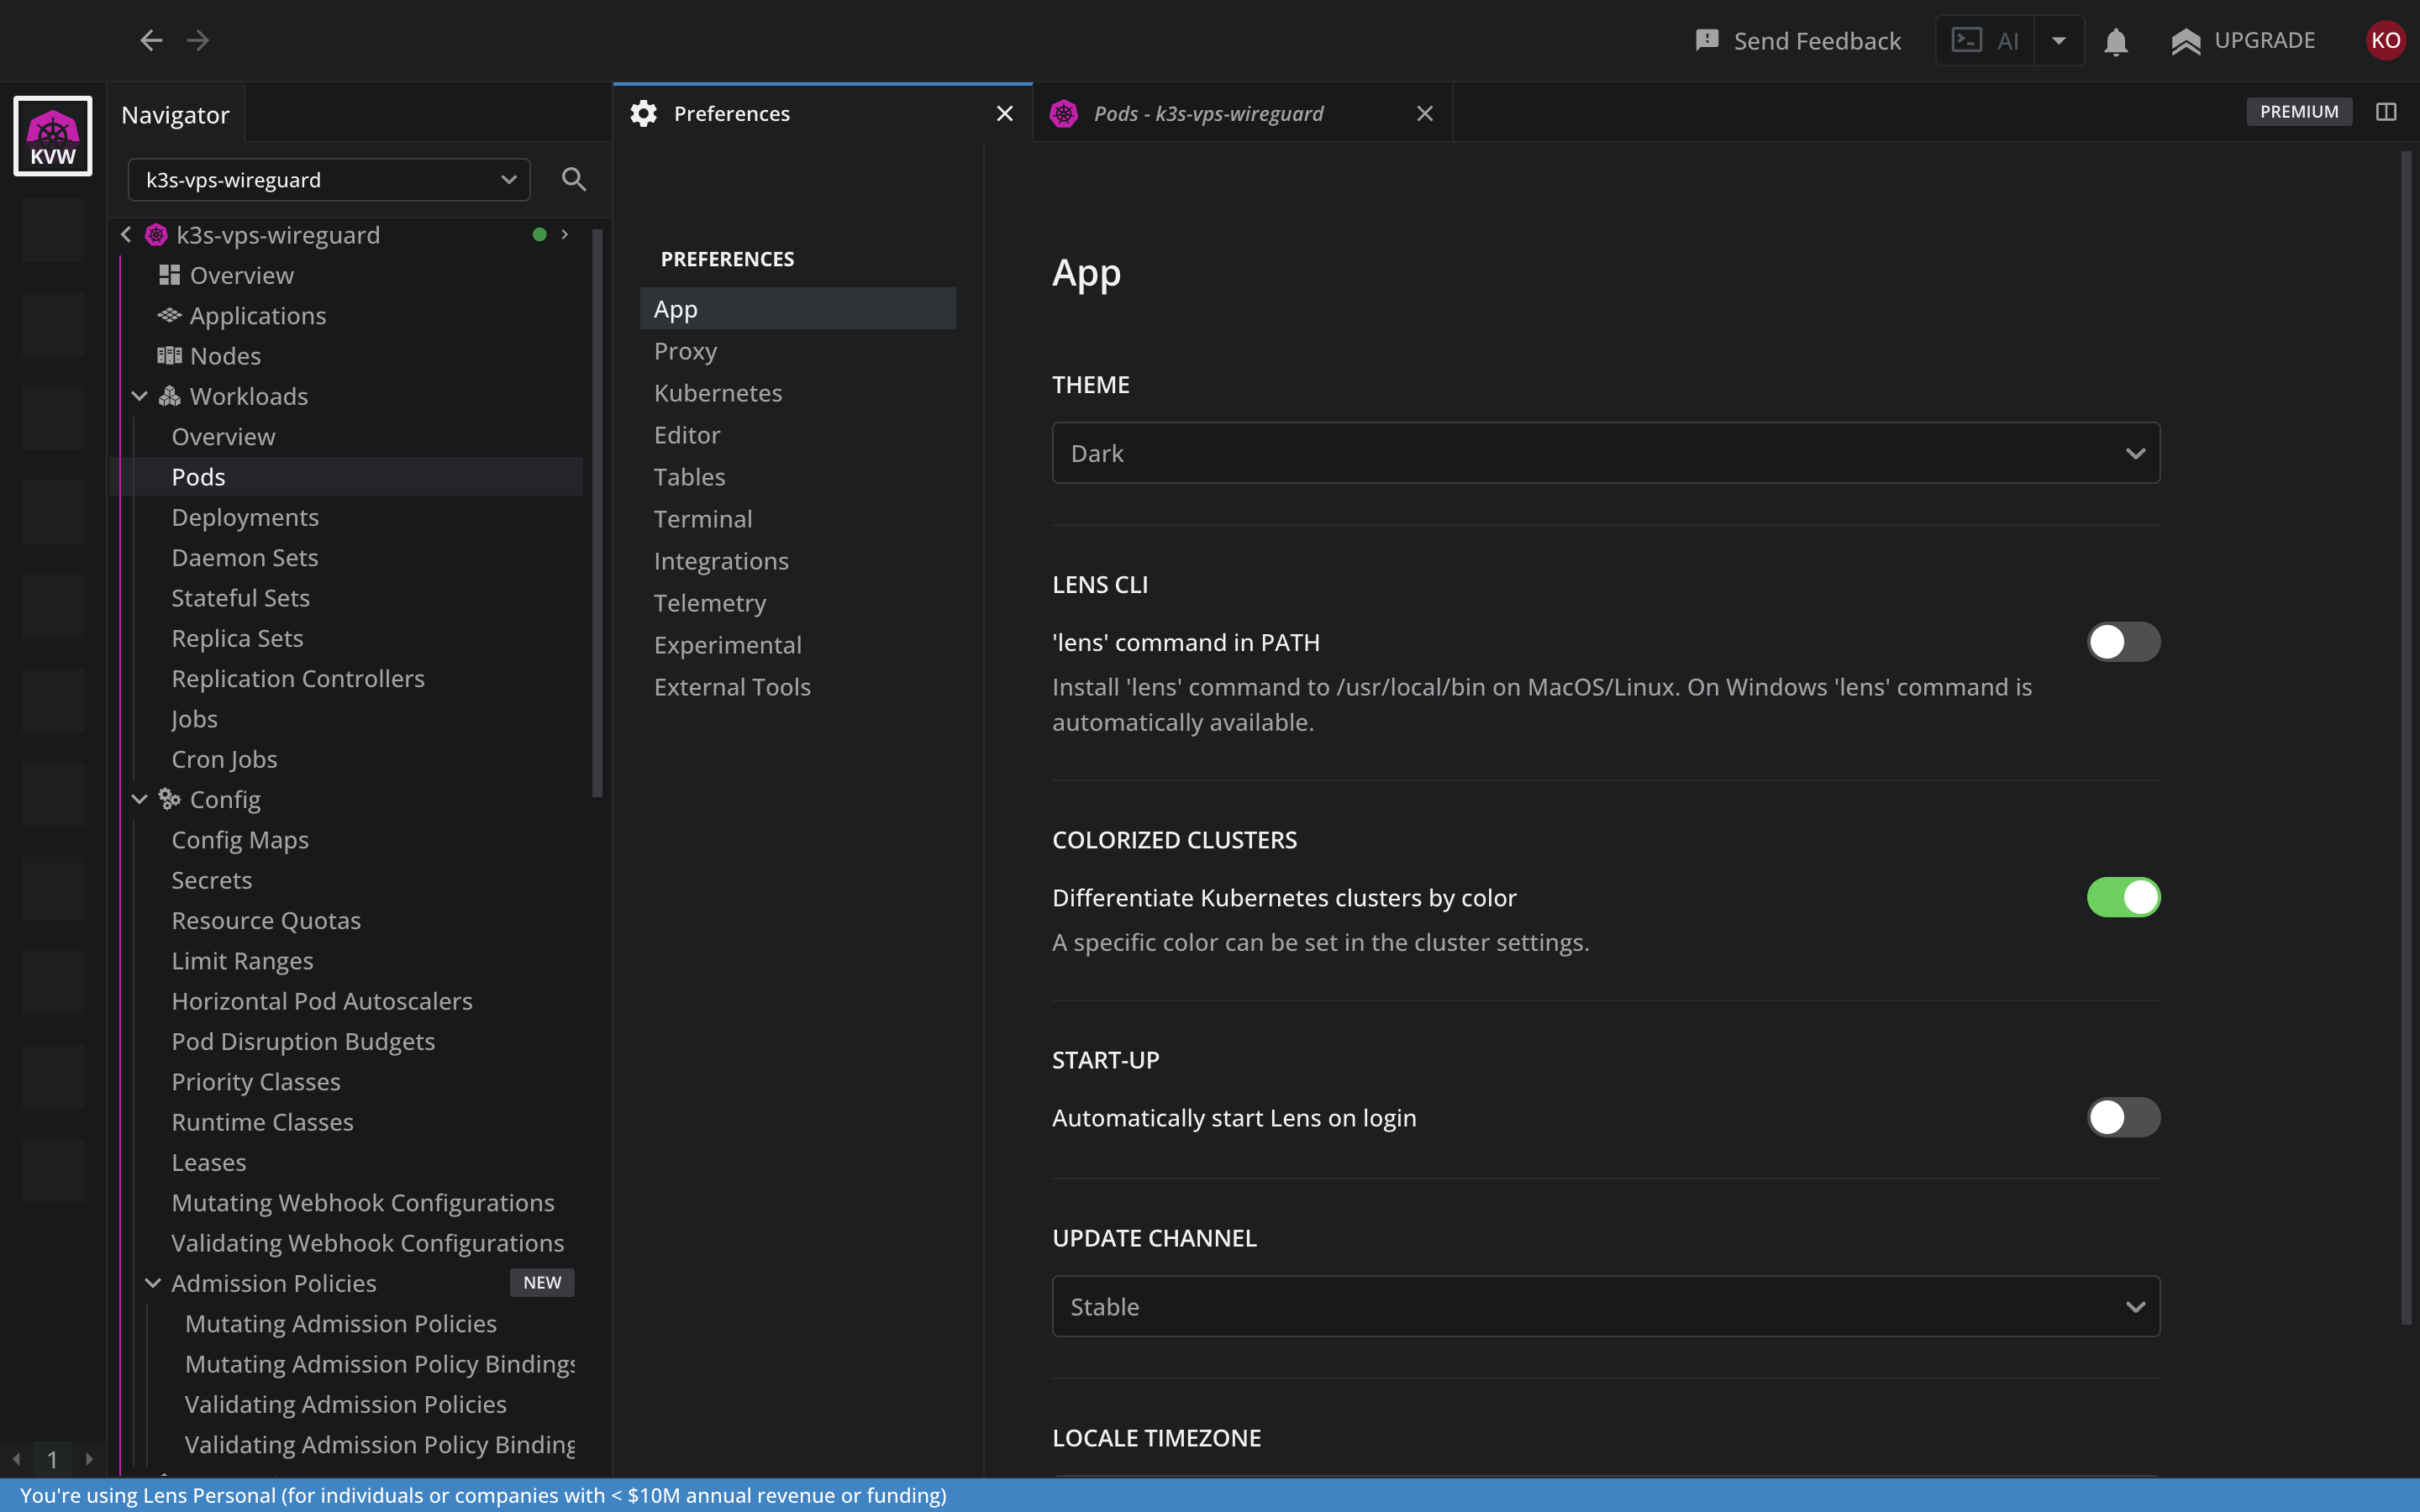 Send Feedback
AI
UPGRADE
KO
KVW
Navigator
k3s-vps-wireguard
k3s-vps-wireguard
Overview
Applications
Nodes
Workloads
Overview
Pods
Deployments
Daemon Sets
Stateful Sets
Replica Sets
Replication Controllers
Jobs
Cron Jobs
Config
Config Maps
Secrets
Resource Quotas
Limit Ranges
Horizontal Pod Autoscalers
Pod Disruption Budgets
Priority Classes
Runtime Classes
Leases
Mutating Webhook Configurations
Validating Webhook Configurations
Admission Policies
NEW
Mutating Admission Policies
Mutating Admission Policy Bindings
Validating Admission Policies
Validating Admission Policy Binding
1
Preferences
Pods - k3s-vps-wireguard
PREMIUM
PREFERENCES
App
Proxy
Kubernetes
Editor
Tables
Terminal
Integrations
Telemetry
Experimental
External Tools
App
THEME
Dark
LENS CLI
'lens' command in PATH
Install 'lens' command to /usr/local/bin on MacOS/Linux. On Windows 'lens' command is
automatically available.
COLORIZED CLUSTERS
Differentiate Kubernetes clusters by color
A specific color can be set in the cluster settings.
START-UP
Automatically start Lens on login
UPDATE CHANNEL
Stable
LOCALE TIMEZONE
You're using Lens Personal (for individuals or companies with < $10M annual revenue or funding)